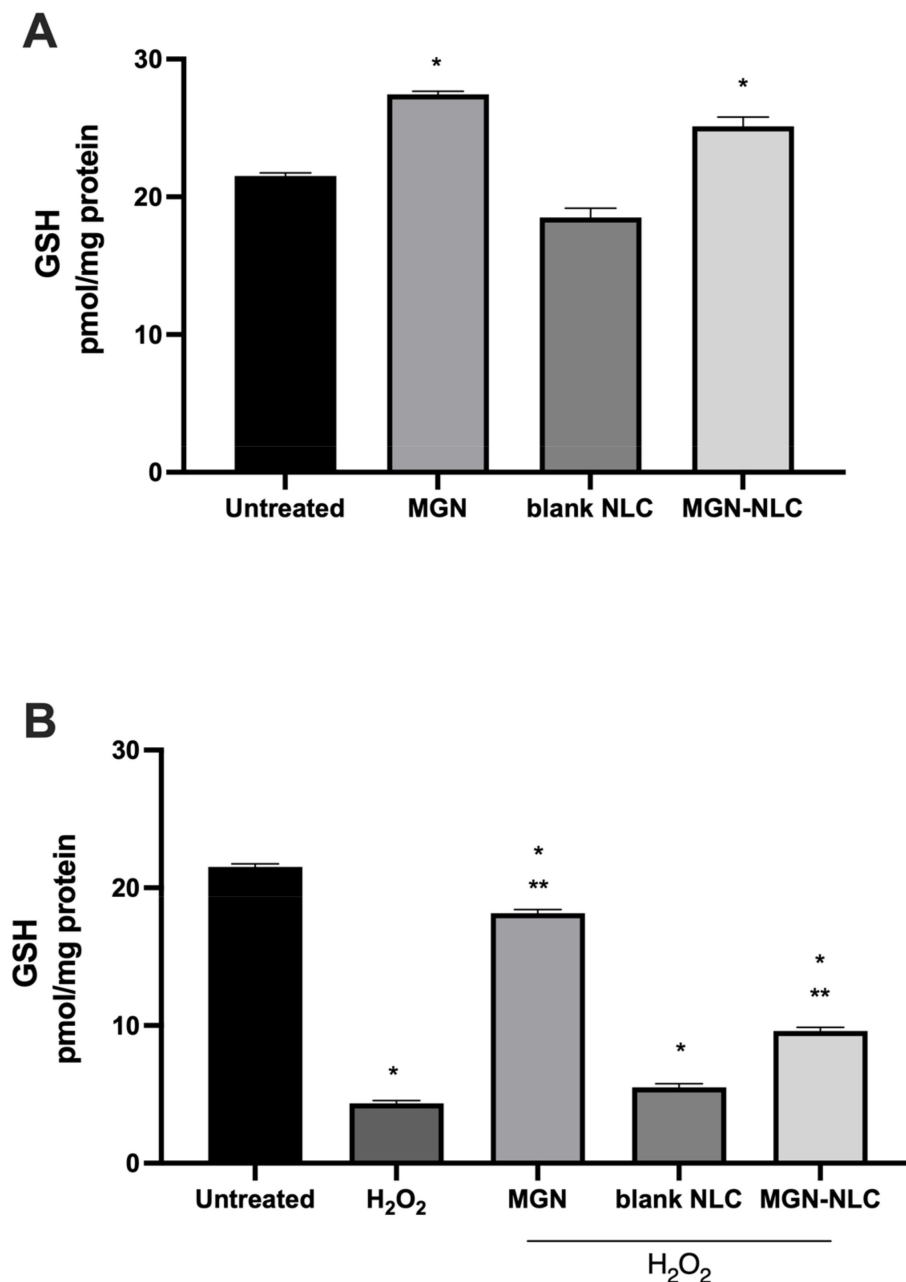 A
30
20
10
0
GSH
pmol/mg protein
*
*
Untreated
MGN
blank NLC
MGN-NLC
B
30
20
10
0
GSH
pmol/mg protein
*
*
**
*
*
**
Untreated
H₂O₂
MGN
blank NLC
MGN-NLC
H₂O₂